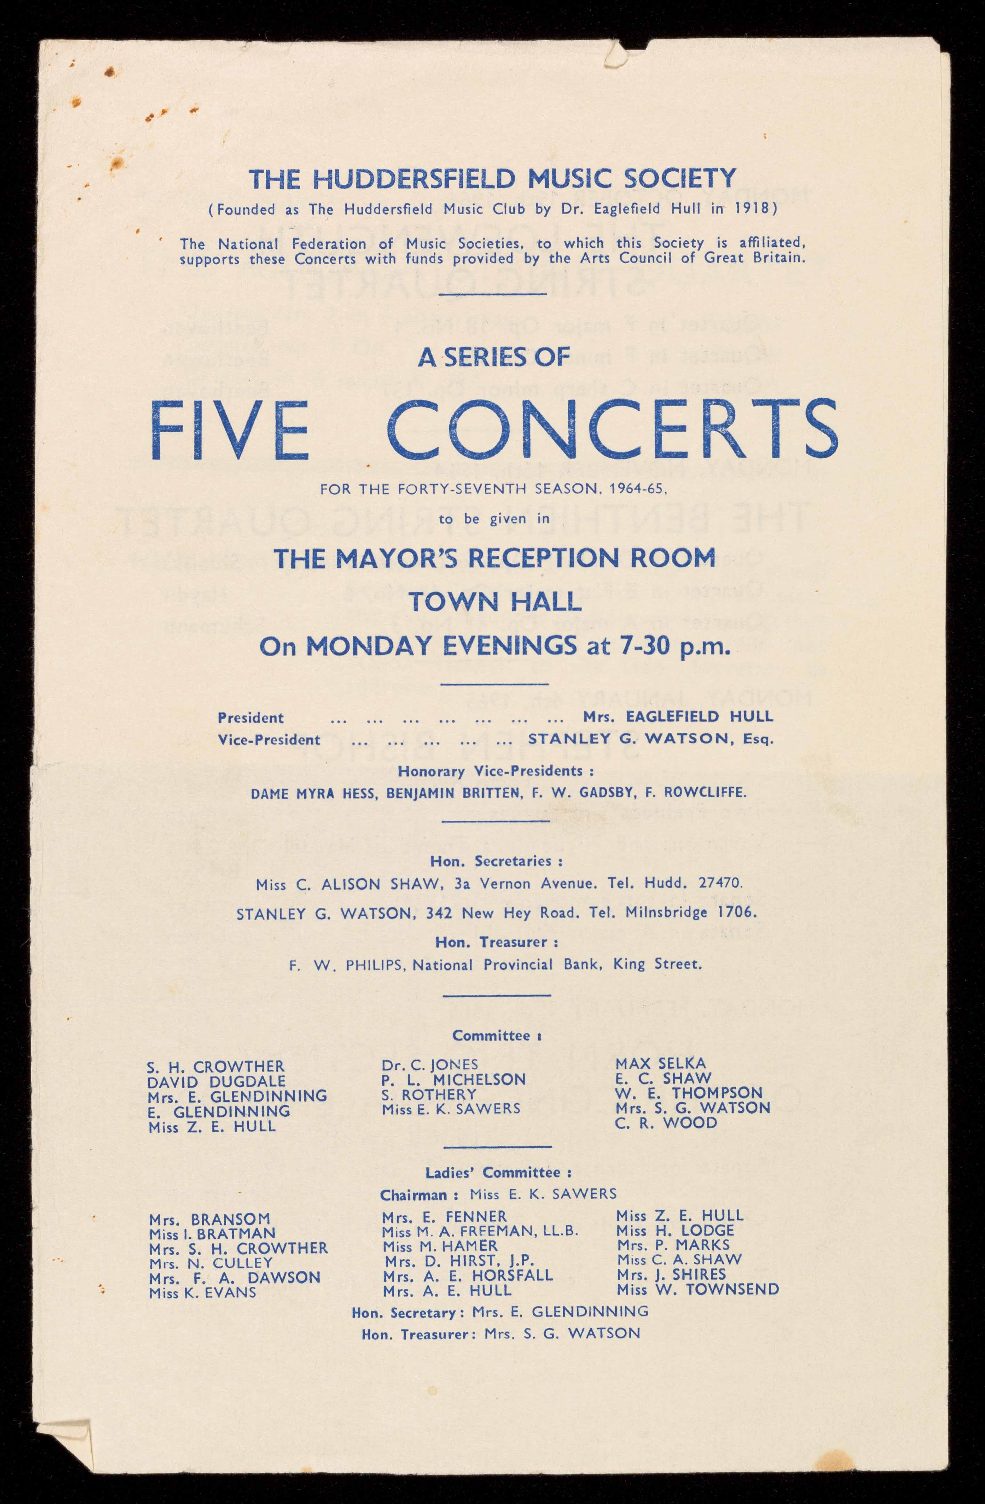 THE HUDDERSFIELD MUSIC SOCIETY
(Founded as The Huddersfield Music Club by Dr. Eaglefield Hull in 1918)
The National Federation of Music Societies, to which this Society is affiliated,
supports these Concerts with funds provided by the Arts Council of Great Britain.
A SERIES OF
FIVE CONCERTS
FOR THE FORTY-SEVENTH SEASON, 1964-65,
to be given in
THE MAYOR'S RECEPTION ROOM
TOWN HALL
On MONDAY EVENINGS at 7-30 p.m.
President ... ... ... ... ... ... ... Mrs. EAGLEFIELD HULL
Vice-President ... ... ... ... ... STANLEY G. WATSON, Esq.
Honorary Vice-Presidents :
DAME MYRA HESS, BENJAMIN BRITTEN, F. W. GADSBY, F. ROWCLIFFE.
Hon. Secretaries :
Miss C. ALISON SHAW, 3a Vernon Avenue. Tel. Hudd. 27470.
STANLEY G. WATSON, 342 New Hey Road. Tel. Milnsbridge 1706.
Hon. Treasurer :
F. W. PHILIPS, National Provincial Bank, King Street.
Committee :
S. H. CROWTHER
DAVID DUGDALE
Mrs. E. GLENDINNING
E. GLENDINNING
Miss Z. E. HULL
Dr. C. JONES
P. L. MICHELSON
S. ROTHERY
Miss E. K. SAWERS
MAX SELKA
E. C. SHAW
W. E. THOMPSON
Mrs. S. G. WATSON
C. R. WOOD
Ladies' Committee :
Chairman : Miss E. K. SAWERS
Mrs. BRANSOM
Miss I. BRATMAN
Mrs. S. H. CROWTHER
Mrs. N. CULLEY
Mrs. F. A. DAWSON
Miss K. EVANS
Mrs. E. FENNER
Miss M. A. FREEMAN, LL.B.
Miss M. HAMER
Mrs. D. HIRST, J.P.
Mrs. A. E. HORSFALL
Mrs. A. E. HULL
Miss Z. E. HULL
Miss H. LODGE
Mrs. P. MARKS
Miss C. A. SHAW
Mrs. J. SHIRES
Miss W. TOWNSEND
Hon. Secretary : Mrs. E. GLENDINNING
Hon. Treasurer : Mrs. S. G. WATSON